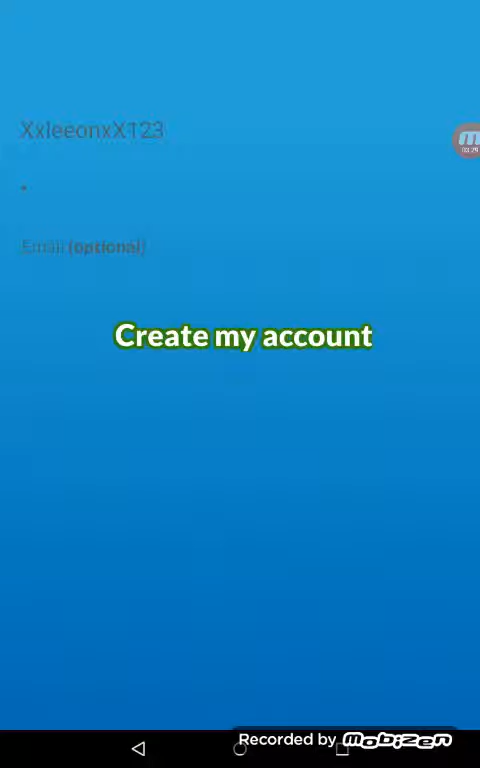 XxleeonxX123
Email (optional)
Create my account
Recorded by mobizen